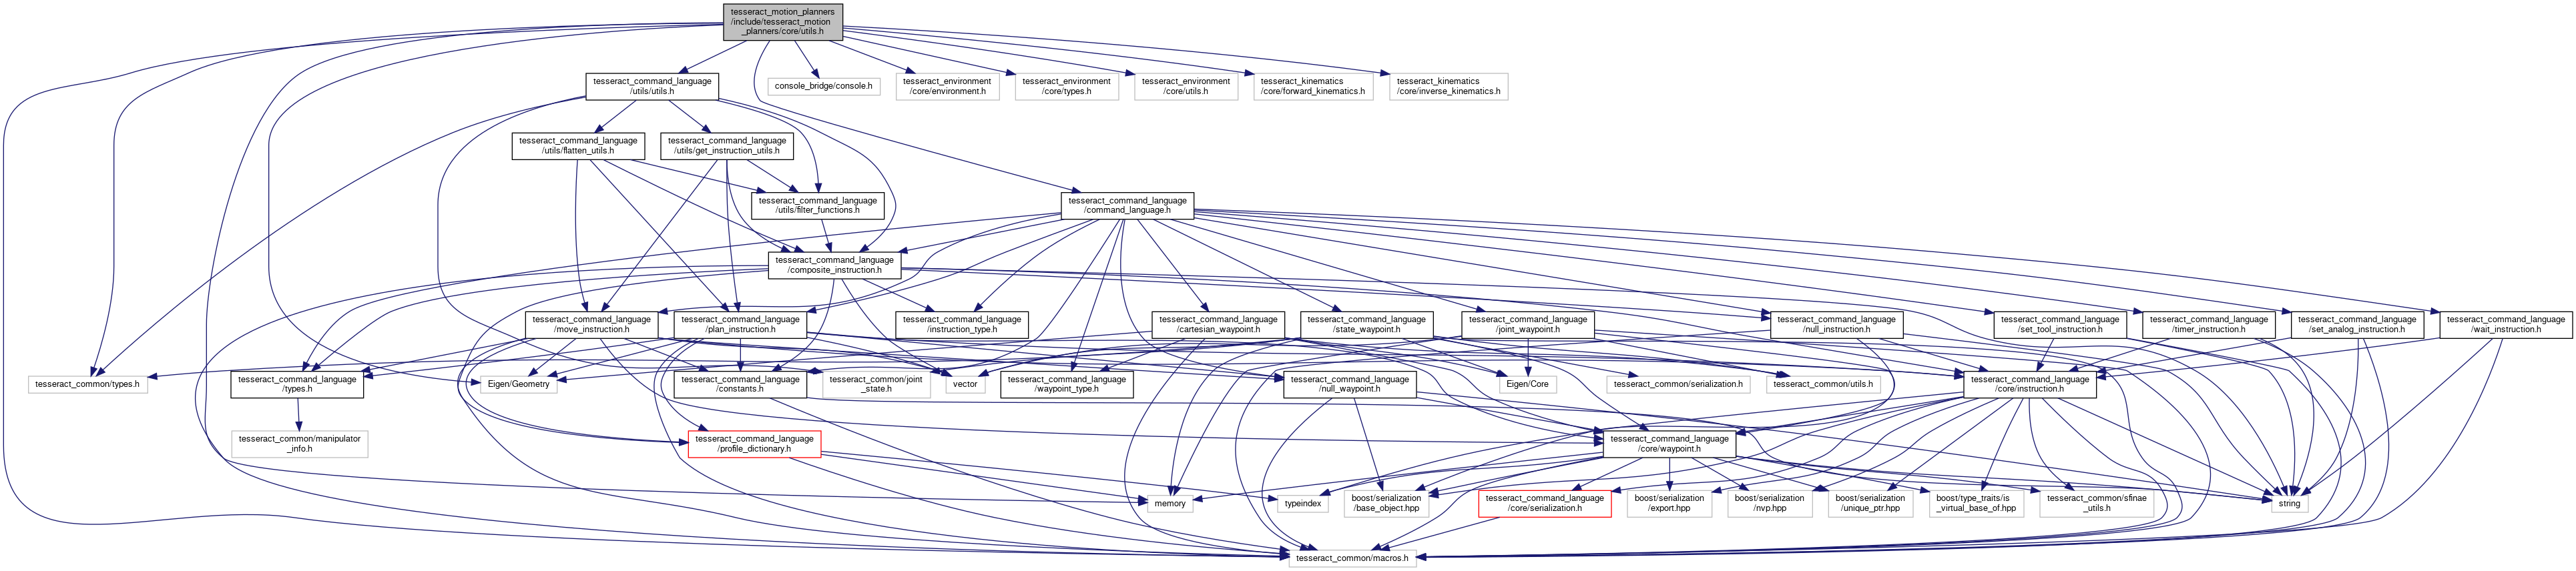 tesseract_motion_planners
/include/tesseract_motion
_planners/core/utils.h
tesseract_command_language
/utils/utils.h
console_bridge/console.h
tesseract_environment
/core/environment.h
tesseract_environment
/core/types.h
tesseract_environment
/core/utils.h
tesseract_kinematics
/core/forward_kinematics.h
tesseract_kinematics
/core/inverse_kinematics.h
tesseract_command_language
/utils/flatten_utils.h
tesseract_command_language
/utils/get_instruction_utils.h
tesseract_command_language
/utils/filter_functions.h
tesseract_command_language
/command_language.h
tesseract_command_language
/composite_instruction.h
tesseract_command_language
/move_instruction.h
tesseract_command_language
/plan_instruction.h
tesseract_command_language
/instruction_type.h
tesseract_command_language
/cartesian_waypoint.h
tesseract_command_language
/state_waypoint.h
tesseract_command_language
/joint_waypoint.h
tesseract_command_language
/null_instruction.h
tesseract_command_language
/set_tool_instruction.h
tesseract_command_language
/timer_instruction.h
tesseract_command_language
/set_analog_instruction.h
tesseract_command_language
/wait_instruction.h
tesseract_common/types.h
tesseract_command_language
/types.h
Eigen/Geometry
tesseract_command_language
/constants.h
tesseract_common/joint
_state.h
vector
tesseract_command_language
/waypoint_type.h
tesseract_command_language
/null_waypoint.h
Eigen/Core
tesseract_common/serialization.h
tesseract_common/utils.h
tesseract_command_language
/core/instruction.h
tesseract_common/manipulator
_info.h
tesseract_command_language
/profile_dictionary.h
tesseract_command_language
/core/waypoint.h
memory
typeindex
boost/serialization
/base_object.hpp
tesseract_command_language
/core/serialization.h
boost/serialization
/export.hpp
boost/serialization
/nvp.hpp
boost/serialization
/unique_ptr.hpp
boost/type_traits/is
_virtual_base_of.hpp
tesseract_common/sfinae
_utils.h
string
tesseract_common/macros.h